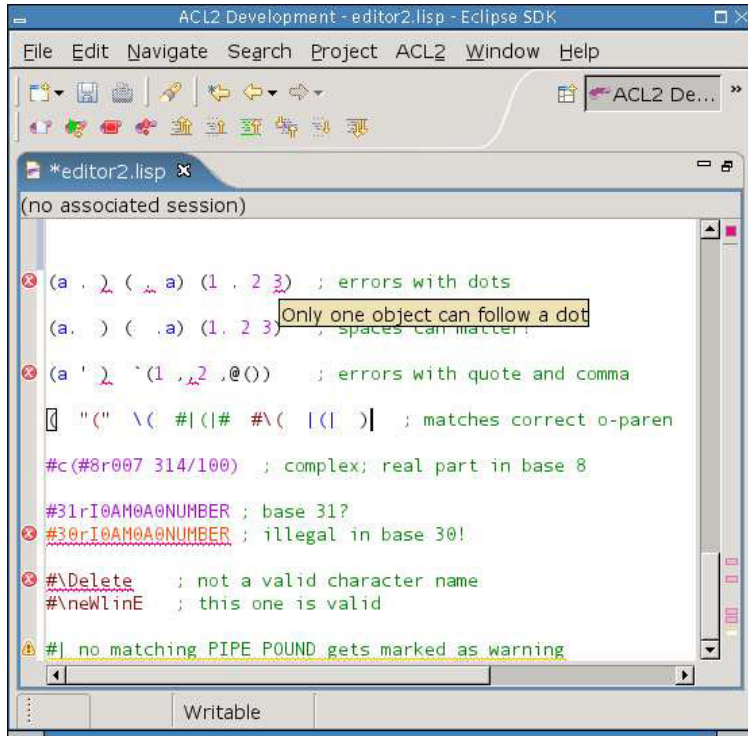 ACL2 Development - editor2.lisp - Eclipse SDK
File Edit Navigate Search Project ACL2 Window Help
ACL2 De... »
*editor2.lisp
(no associated session)
(a . ) ( . a) (1 . 2 3) ; errors with dots
Only one object can follow a dot
(a. ) ( .a) (1. 2 3) ; spaces can matter!
(a ' ) `(1 ,,2 ,@()) ; errors with quote and comma
( "(" \( #|(|# #\( |(| ) ; matches correct o-paren
#c(#8r007 314/100) ; complex; real part in base 8
#31rI0AM0A0NUMBER ; base 31?
#30rI0AM0A0NUMBER ; illegal in base 30!
#\Delete ; not a valid character name
#\neWlinE ; this one is valid
#| no matching PIPE POUND gets marked as warning
Writable